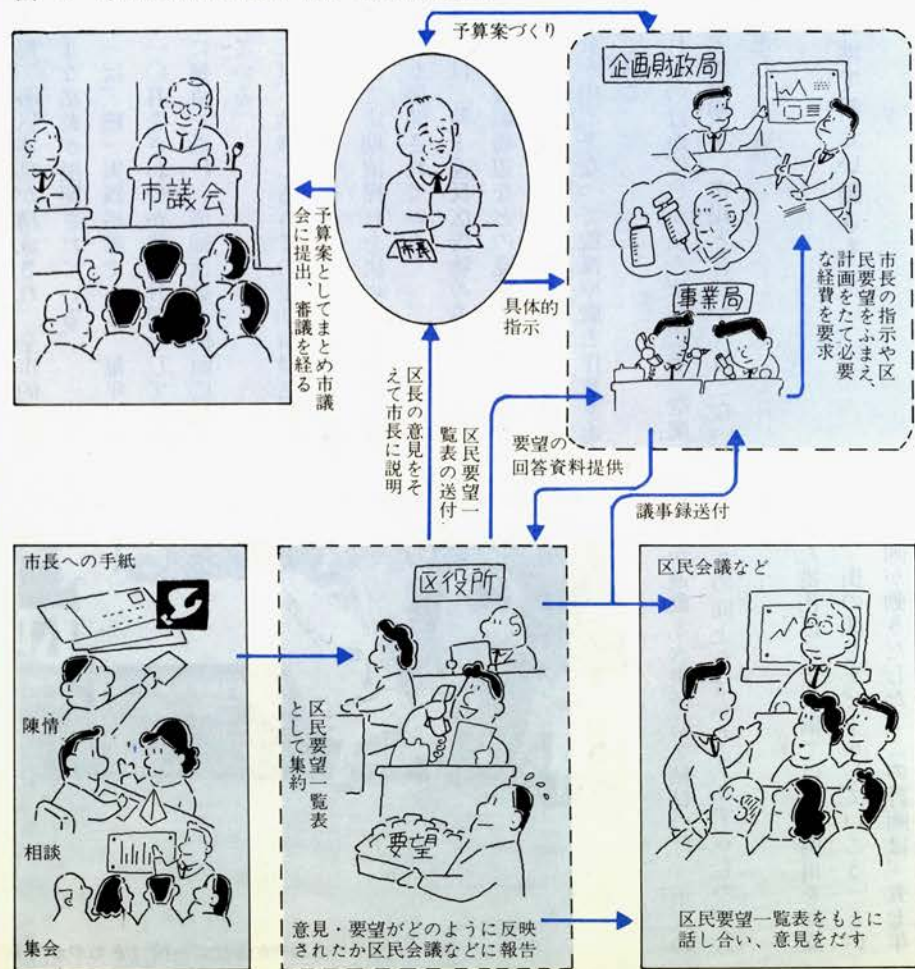 予算案づくり
企画財政局
市議会
市長
予算案としてまとめ市議
会に提出、審議を経る
具体的
指示
事業局
市長の指示や区
民要望をふまえ、
計画をたて必要
な経費を要求
区長の意見をそ
えて市長に説明
区民要望一
覧表の送付
要望の
回答資料提供
議事録送付
市長への手紙
陳情
相談
集会
区役所
区民要望一覧表
として集約
要望
意見・要望がどのように反映
されたか区民会議などに報告
区民会議など
区民要望一覧表をもとに
話し合い、意見をだす